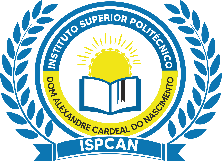 INSTITUTO SUPERIOR POLITÉCNICO
DOM ALEXANDRE CARDEAL DO NASCIMENTO
ISPCAN